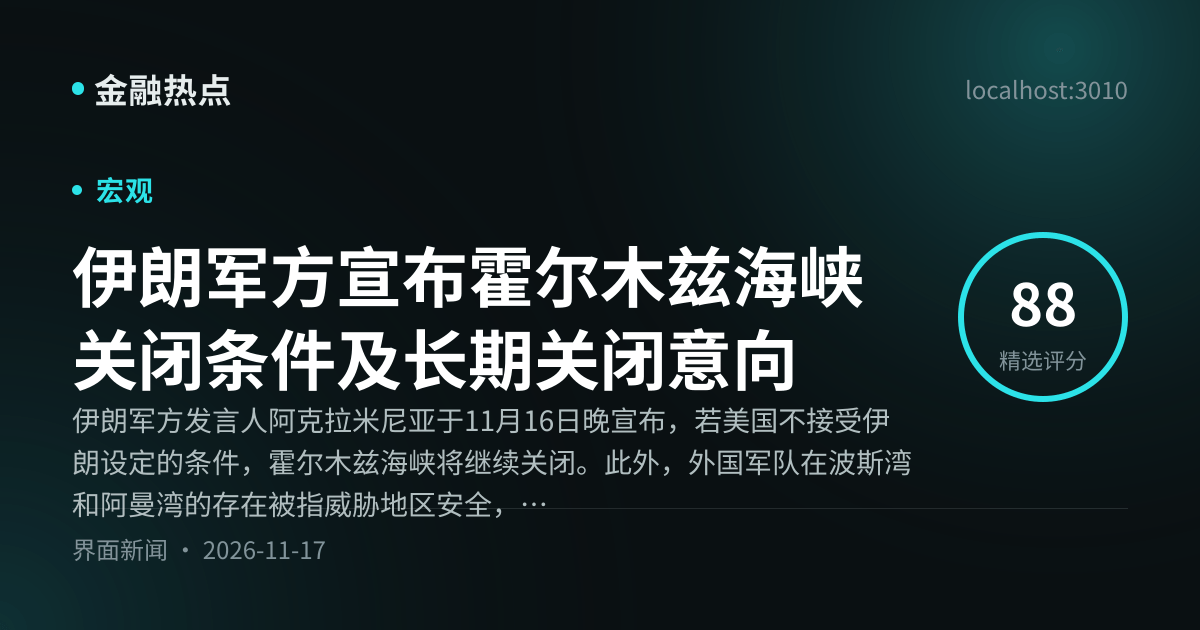 金融热点
localhost:3010
宏观
伊朗军方宣布霍尔木兹海峡
关闭条件及长期关闭意向
88
精选评分
伊朗军方发言人阿克拉米尼亚于11月16日晚宣布，若美国不接受伊
朗设定的条件，霍尔木兹海峡将继续关闭。此外，外国军队在波斯湾
和阿曼湾的存在被指威胁地区安全，…
界面新闻 • 2026-11-17